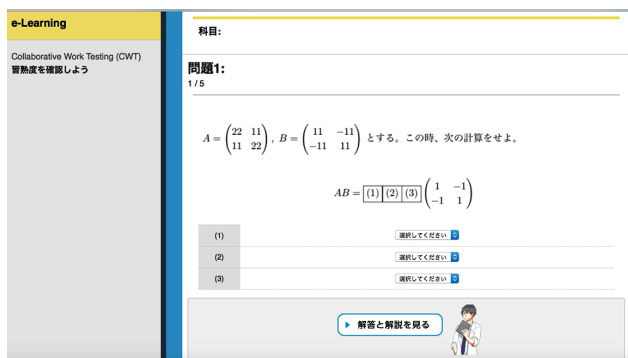 e-Learning
Collaborative Work Testing (CWT)
習熟度を確認しよう
科目:
問題1:
1 / 5
A = (22 11 11 22), B = (11 −11 −11 11) とする。この時、次の計算をせよ。
AB = (1) (2) (3) (1 −1 −1 1)
(1) 選択してください
(2) 選択してください
(3) 選択してください
解答と解説を見る